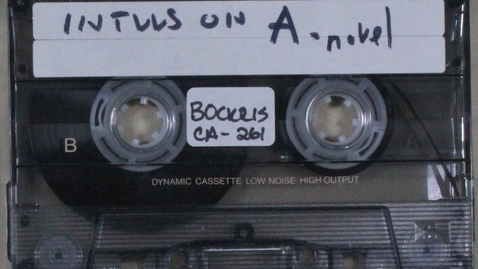 INTVWS ON A. novel
BOCKRIS
CA-261
B
DYNAMIC CASSETTE LOW NOISE HIGH OUTPUT